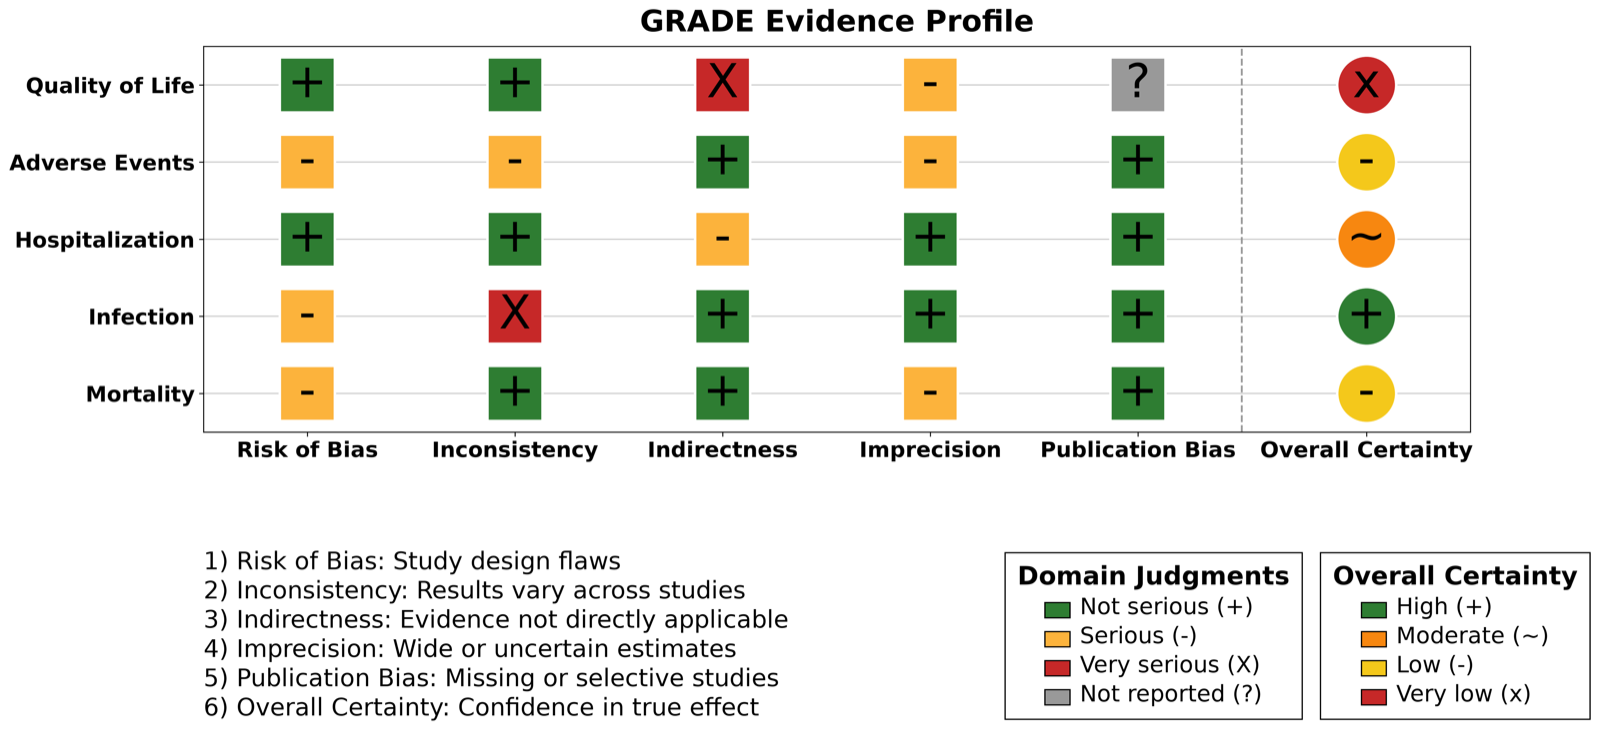 GRADE Evidence Profile
Quality of Life + + X - ? x
Adverse Events - - + - + -
Hospitalization + + - + + ~
Infection - X + + + +
Mortality - + + - + -
Risk of Bias Inconsistency Indirectness Imprecision Publication Bias Overall Certainty
1) Risk of Bias: Study design flaws
2) Inconsistency: Results vary across studies
3) Indirectness: Evidence not directly applicable
4) Imprecision: Wide or uncertain estimates
5) Publication Bias: Missing or selective studies
6) Overall Certainty: Confidence in true effect
Domain Judgments
Not serious (+)
Serious (-)
Very serious (X)
Not reported (?)
Overall Certainty
High (+)
Moderate (~)
Low (-)
Very low (x)